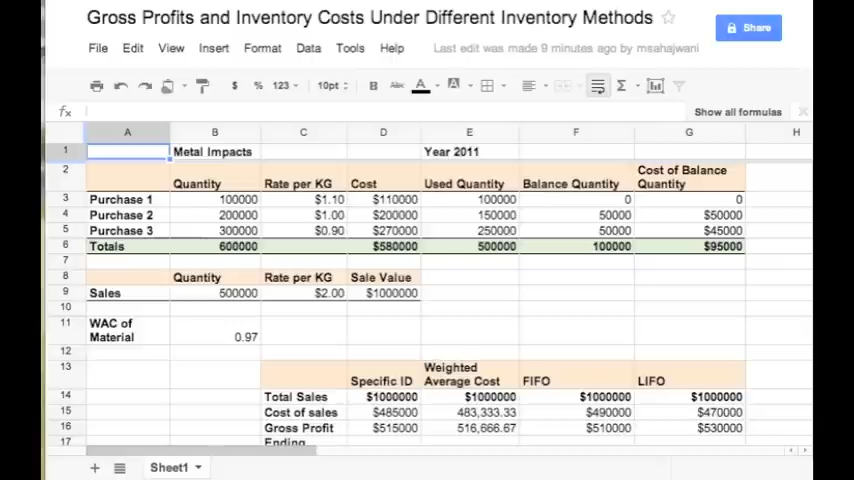 Gross Profits and Inventory Costs Under Different Inventory Methods
Share
File Edit View Insert Format Data Tools Help Last edit was made 9 minutes ago by msahajwani
$ % 123 10pt B Abc A A Σ
fx Show all formulas
A B C D E F G H
1 Metal Impacts Year 2011
2 Quantity Rate per KG Cost Used Quantity Balance Quantity Cost of Balance Quantity
3 Purchase 1 100000 $1.10 $110000 100000 0 0
4 Purchase 2 200000 $1.00 $200000 150000 50000 $50000
5 Purchase 3 300000 $0.90 $270000 250000 50000 $45000
6 Totals 600000 $580000 500000 100000 $95000
7
8 Quantity Rate per KG Sale Value
9 Sales 500000 $2.00 $1000000
10
11 WAC of Material 0.97
12
13 Specific ID Weighted Average Cost FIFO LIFO
14 Total Sales $1000000 $1000000 $1000000 $1000000
15 Cost of sales $485000 483,333.33 $490000 $470000
16 Gross Profit $515000 516,666.67 $510000 $530000
17 Ending
+ Sheet1